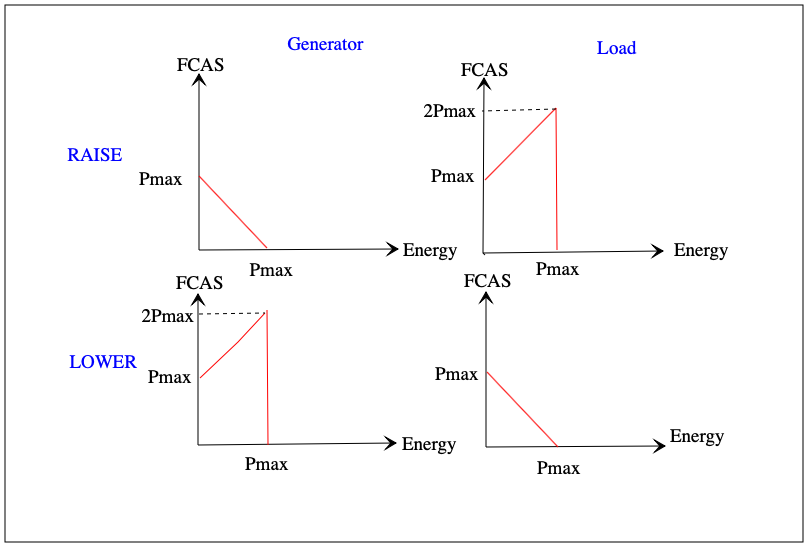 Generator
Load
FCAS
FCAS
2Pmax
RAISE
Pmax
Pmax
Energy
Energy
Pmax
Pmax
FCAS
FCAS
2Pmax
LOWER
Pmax
Pmax
Energy
Energy
Pmax
Pmax